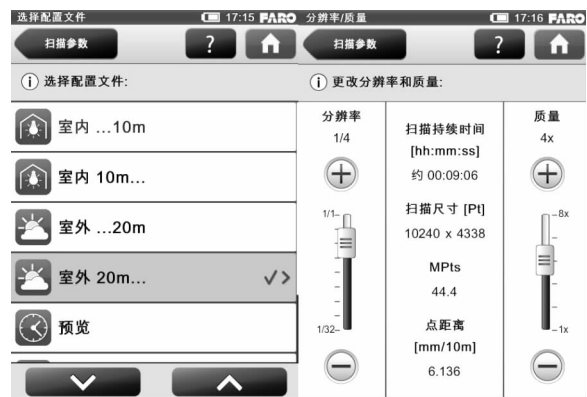 选择配置文件
17:15 FARO
扫描参数
?
i 选择配置文件:
室内 ...10m
室内 10m...
室外 ...20m
室外 20m...
预览
分辨率/质量
17:16 FARO
扫描参数
?
i 更改分辨率和质量:
分辨率
1/4
1/1
1/32
扫描持续时间
[hh:mm:ss]
约 00:09:06
扫描尺寸 [Pt]
10240 x 4338
MPts
44.4
点距离
[mm/10m]
6.136
质量
4x
8x
1x